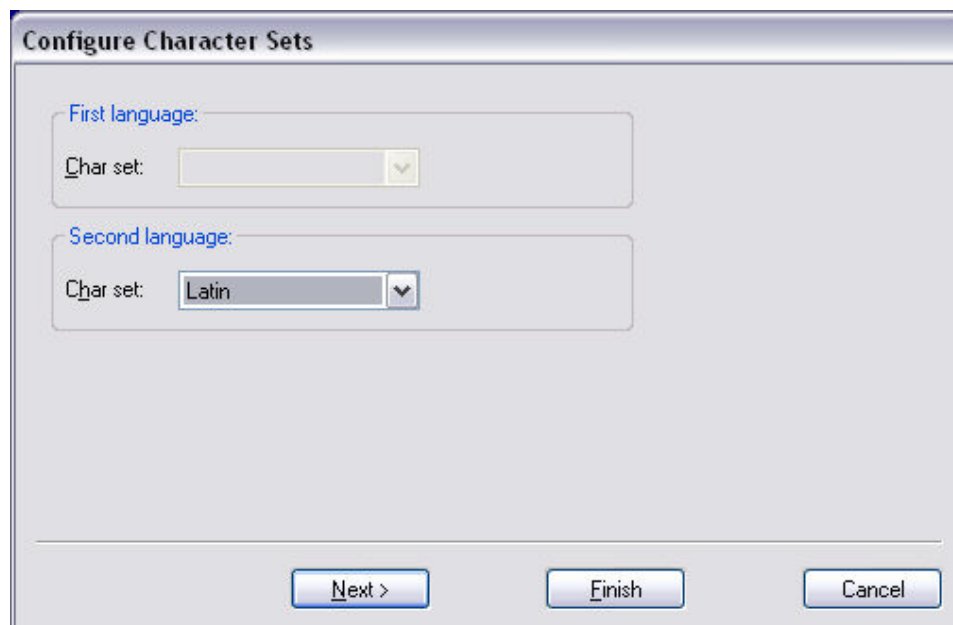 Configure Character Sets
First language:
Char set:
Second language:
Char set: Latin
Next > Finish Cancel